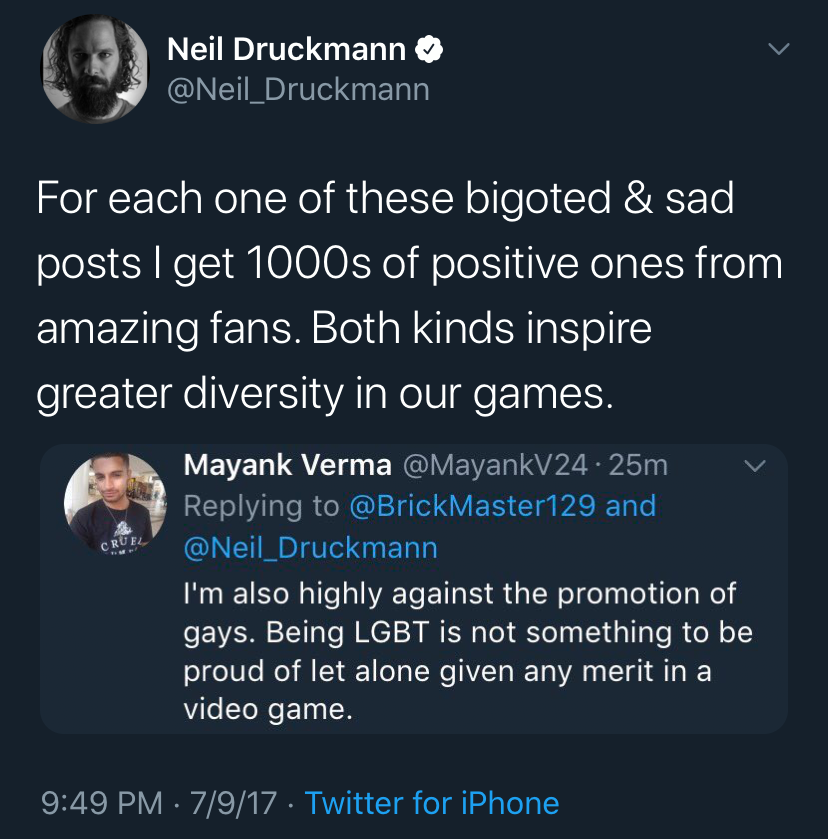 Neil Druckmann
@Neil_Druckmann
For each one of these bigoted & sad
posts I get 1000s of positive ones from
amazing fans. Both kinds inspire
greater diversity in our games.
Mayank Verma @MayankV24 · 25m
Replying to @BrickMaster129 and
@Neil_Druckmann
CRUEL
I'm also highly against the promotion of
gays. Being LGBT is not something to be
proud of let alone given any merit in a
video game.
9:49 PM · 7/9/17 · Twitter for iPhone